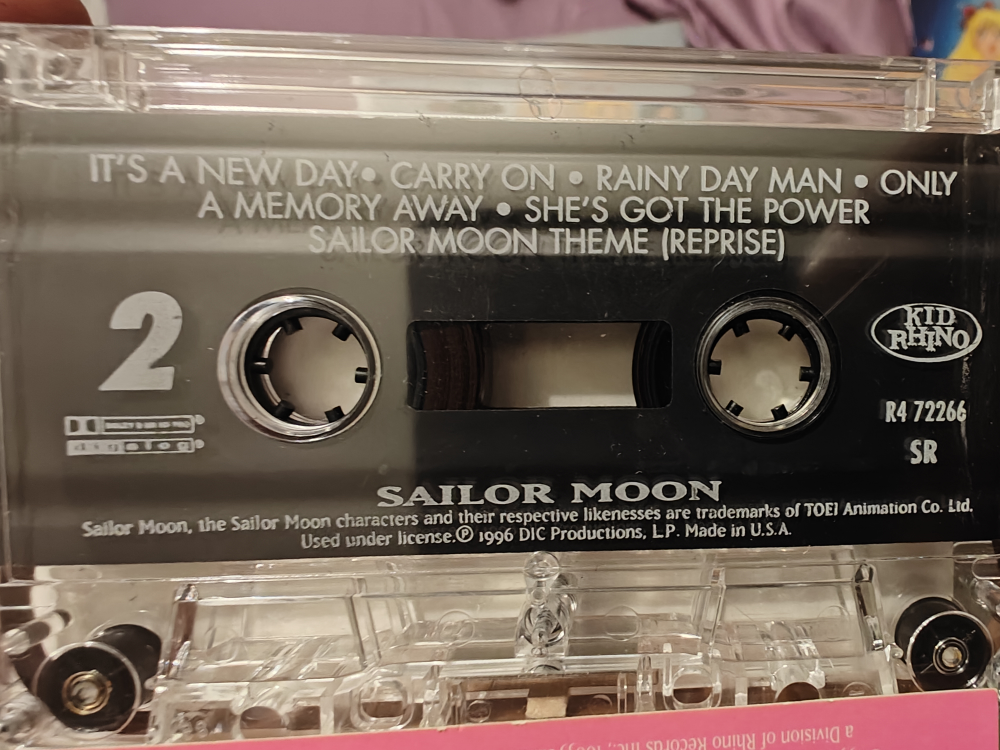 IT'S A NEW DAY • CARRY ON • RAINY DAY MAN • ONLY
A MEMORY AWAY • SHE'S GOT THE POWER
SAILOR MOON THEME (REPRISE)
2
KID
RHINO
R4 72266
SR
digalog
SAILOR MOON
Sailor Moon, the Sailor Moon characters and their respective likenesses are trademarks of TOEI Animation Co. Ltd.
Used under license.℗ 1996 DIC Productions, L.P. Made in U.S.A.
a Division of Rhino Records Inc.,